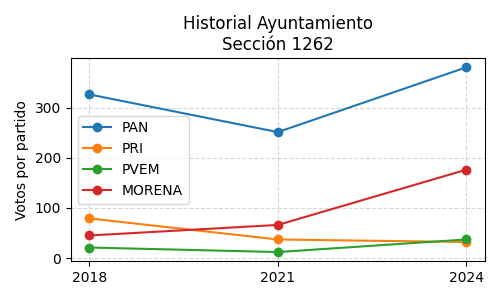 Historial Ayuntamiento
Sección 1262
Votos por partido
300
200
100
0
PAN
PRI
PVEM
MORENA
2018
2021
2024